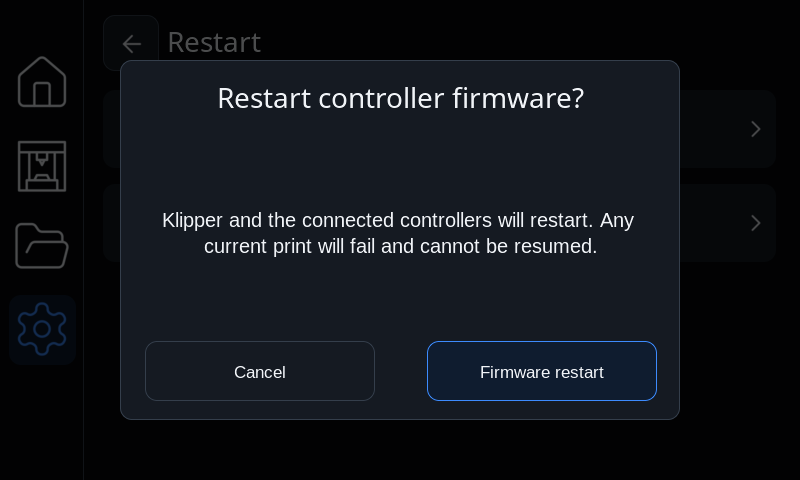 Restart
Restart controller firmware?
Klipper and the connected controllers will restart. Any
current print will fail and cannot be resumed.
Cancel
Firmware restart